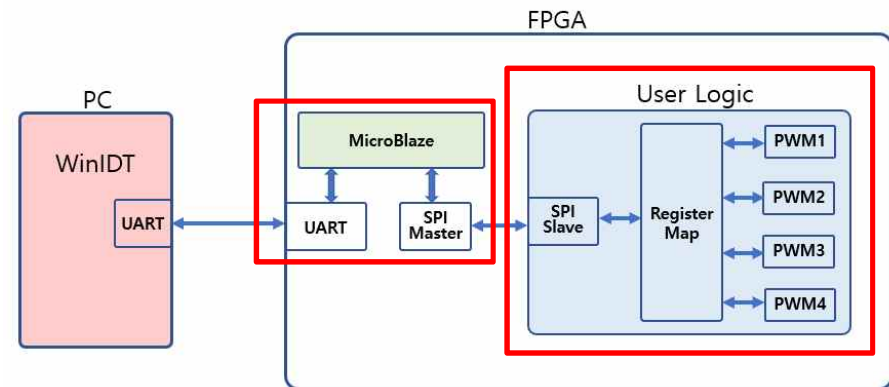 FPGA
PC
WinIDT
UART
MicroBlaze
UART
SPI
Master
User Logic
SPI
Slave
Register
Map
PWM1
PWM2
PWM3
PWM4